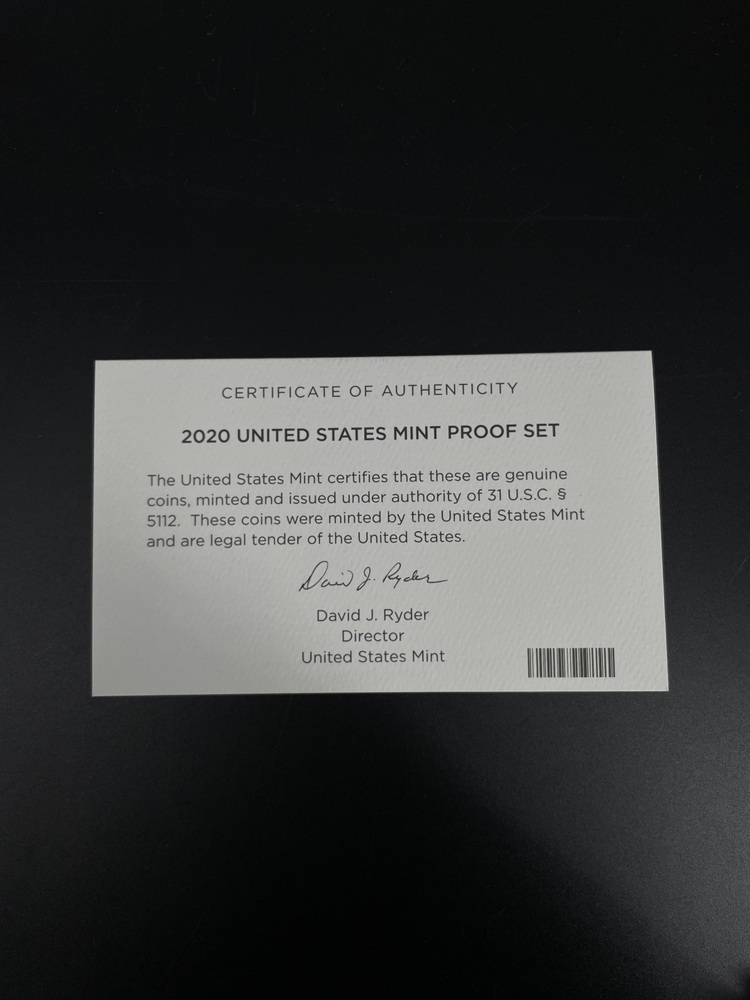 CERTIFICATE OF AUTHENTICITY
2020 UNITED STATES MINT PROOF SET
The United States Mint certifies that these are genuine
coins, minted and issued under authority of 31 U.S.C. §
5112.  These coins were minted by the United States Mint
and are legal tender of the United States.
David J. Ryder
David J. Ryder
Director
United States Mint